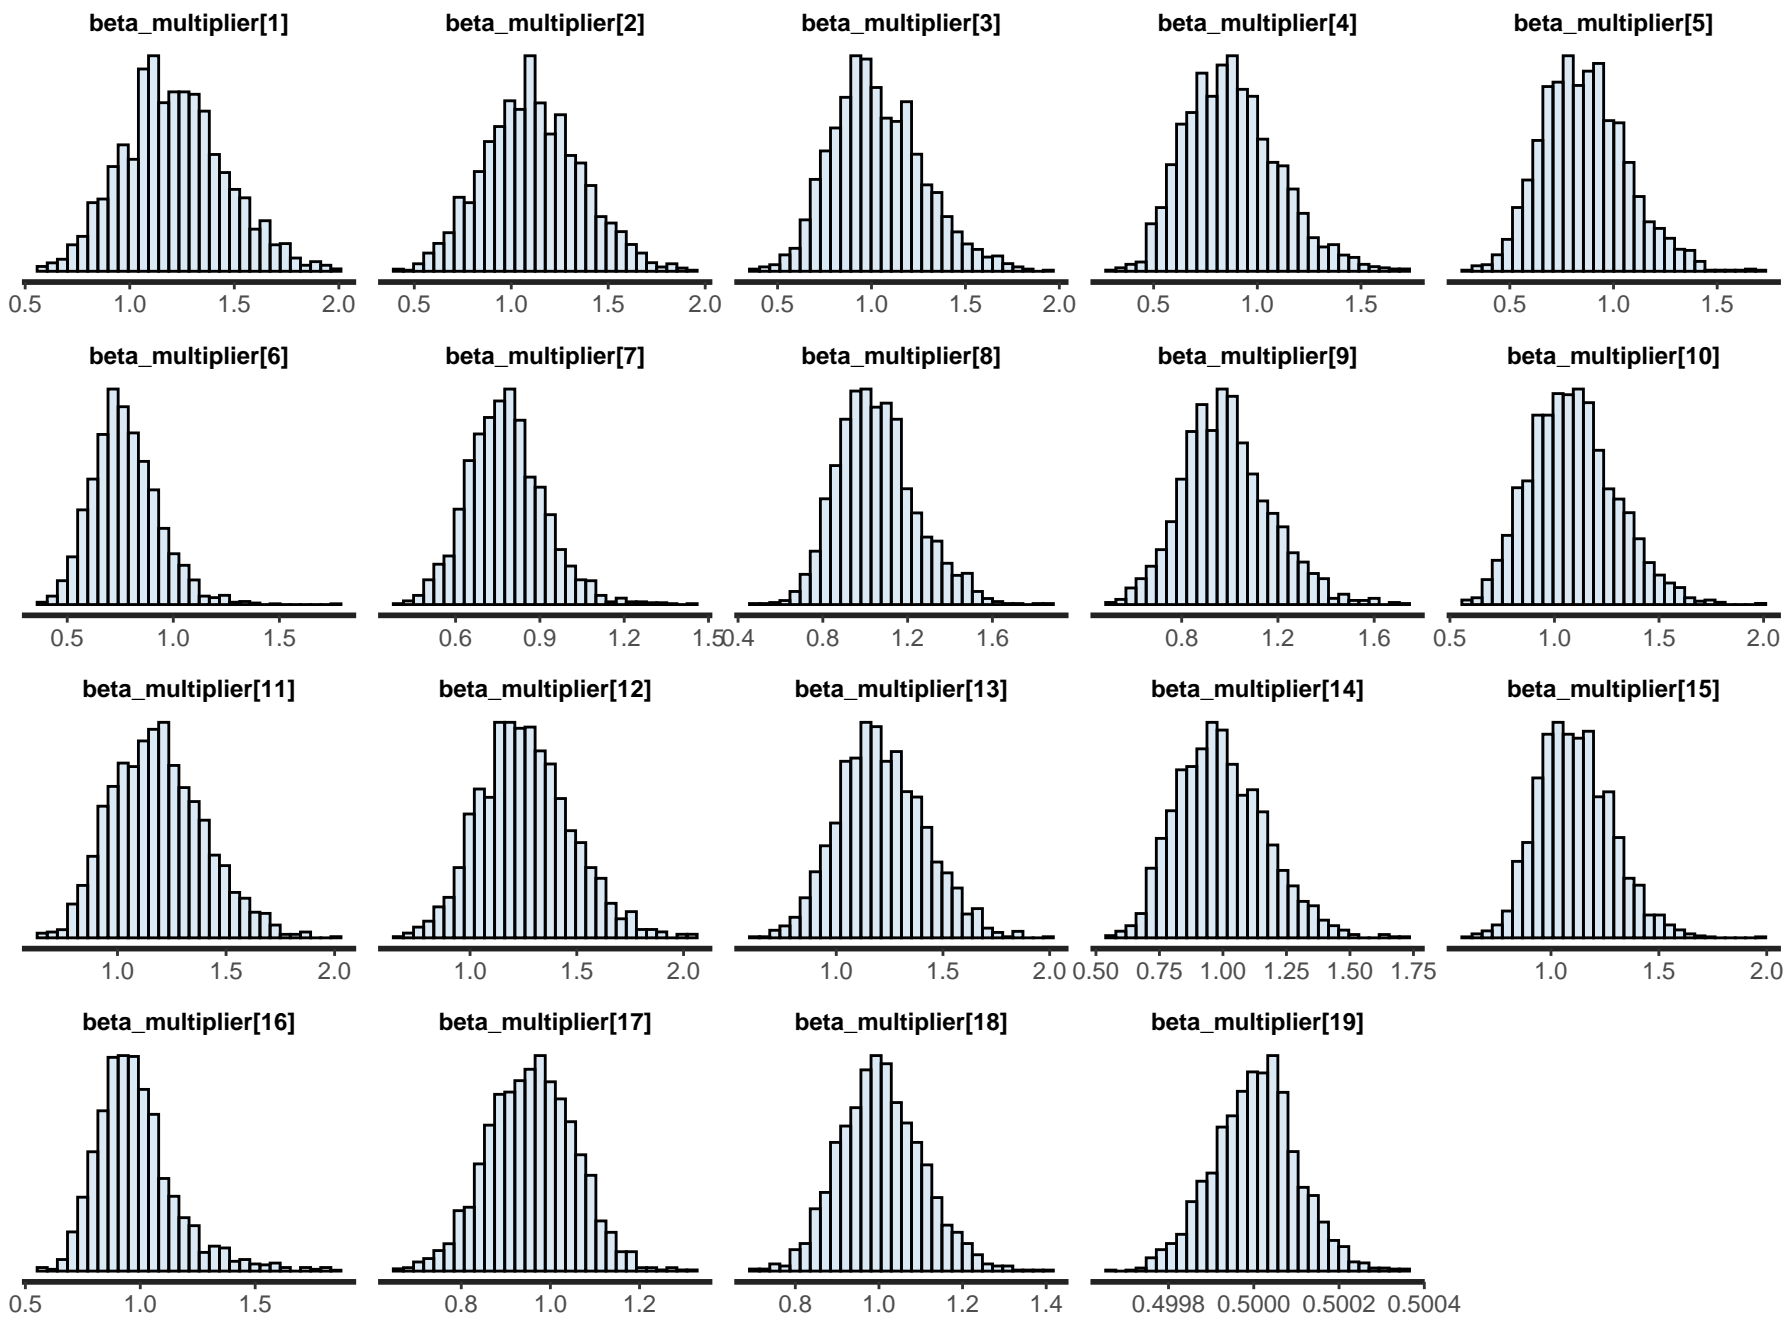 beta_multiplier[1] beta_multiplier[2] beta_multiplier[3] beta_multiplier[4] beta_multiplier[5]
0.5 1.0 1.5 2.0 0.5 1.0 1.5 2.0 0.5 1.0 1.5 2.0 0.5 1.0 1.5 0.5 1.0 1.5
beta_multiplier[6] beta_multiplier[7] beta_multiplier[8] beta_multiplier[9] beta_multiplier[10]
0.5 1.0 1.5 0.6 0.9 1.2 1.5 0.4 0.8 1.2 1.6 0.8 1.2 1.6 0.5 1.0 1.5 2.0
beta_multiplier[11] beta_multiplier[12] beta_multiplier[13] beta_multiplier[14] beta_multiplier[15]
1.0 1.5 2.0 1.0 1.5 2.0 1.0 1.5 2.0 0.50 0.75 1.00 1.25 1.50 1.75 1.0 1.5 2.0
beta_multiplier[16] beta_multiplier[17] beta_multiplier[18] beta_multiplier[19]
0.5 1.0 1.5 0.8 1.0 1.2 0.8 1.0 1.2 1.4 0.4998 0.5000 0.5002 0.5004